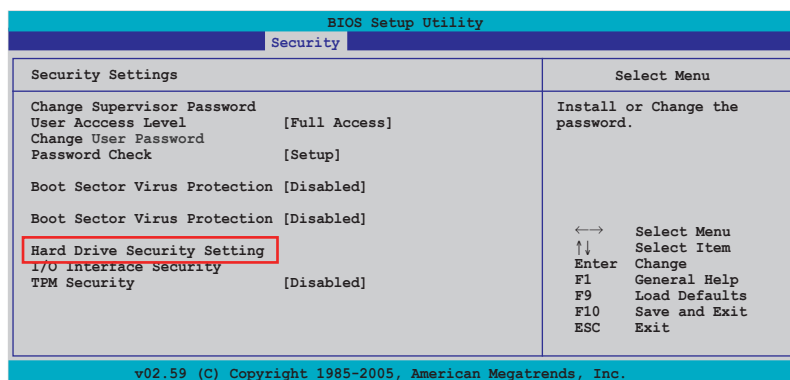 BIOS Setup Utility
Security
Security Settings
Change Supervisor Password
User Acccess Level [Full Access]
Change User Password
Password Check [Setup]
Boot Sector Virus Protection [Disabled]
Boot Sector Virus Protection [Disabled]
Hard Drive Security Setting
I/O Interface Security
TPM Security [Disabled]
Select Menu
Install or Change the
password.
←→ Select Menu
↑↓ Select Item
Enter Change
F1 General Help
F9 Load Defaults
F10 Save and Exit
ESC Exit
v02.59 (C) Copyright 1985-2005, American Megatrends, Inc.